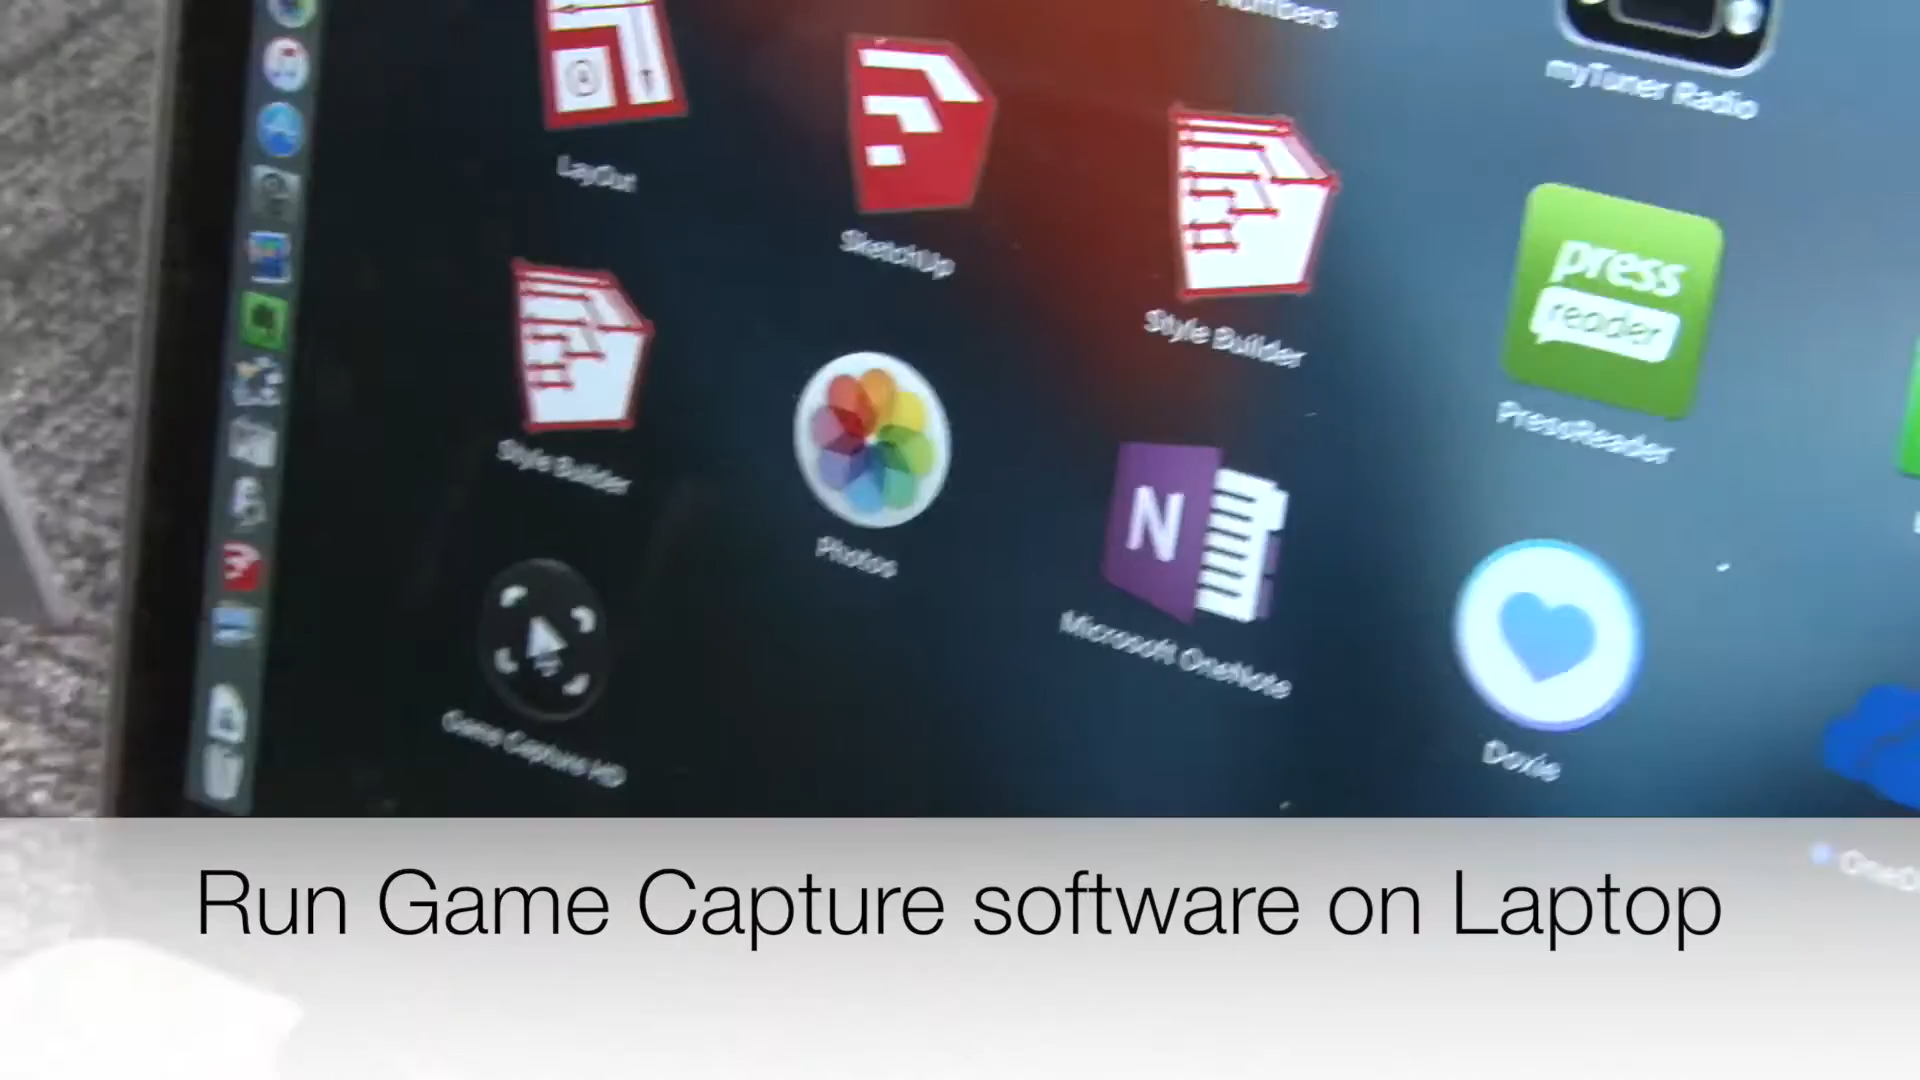 Numbers
myTuner Radio
LayOut
SketchUp
Style Builder
press
reader
PressReader
Style Builder
Photos
N
Microsoft OneNote
Doxie
Game Capture HD
Run Game Capture software on Laptop